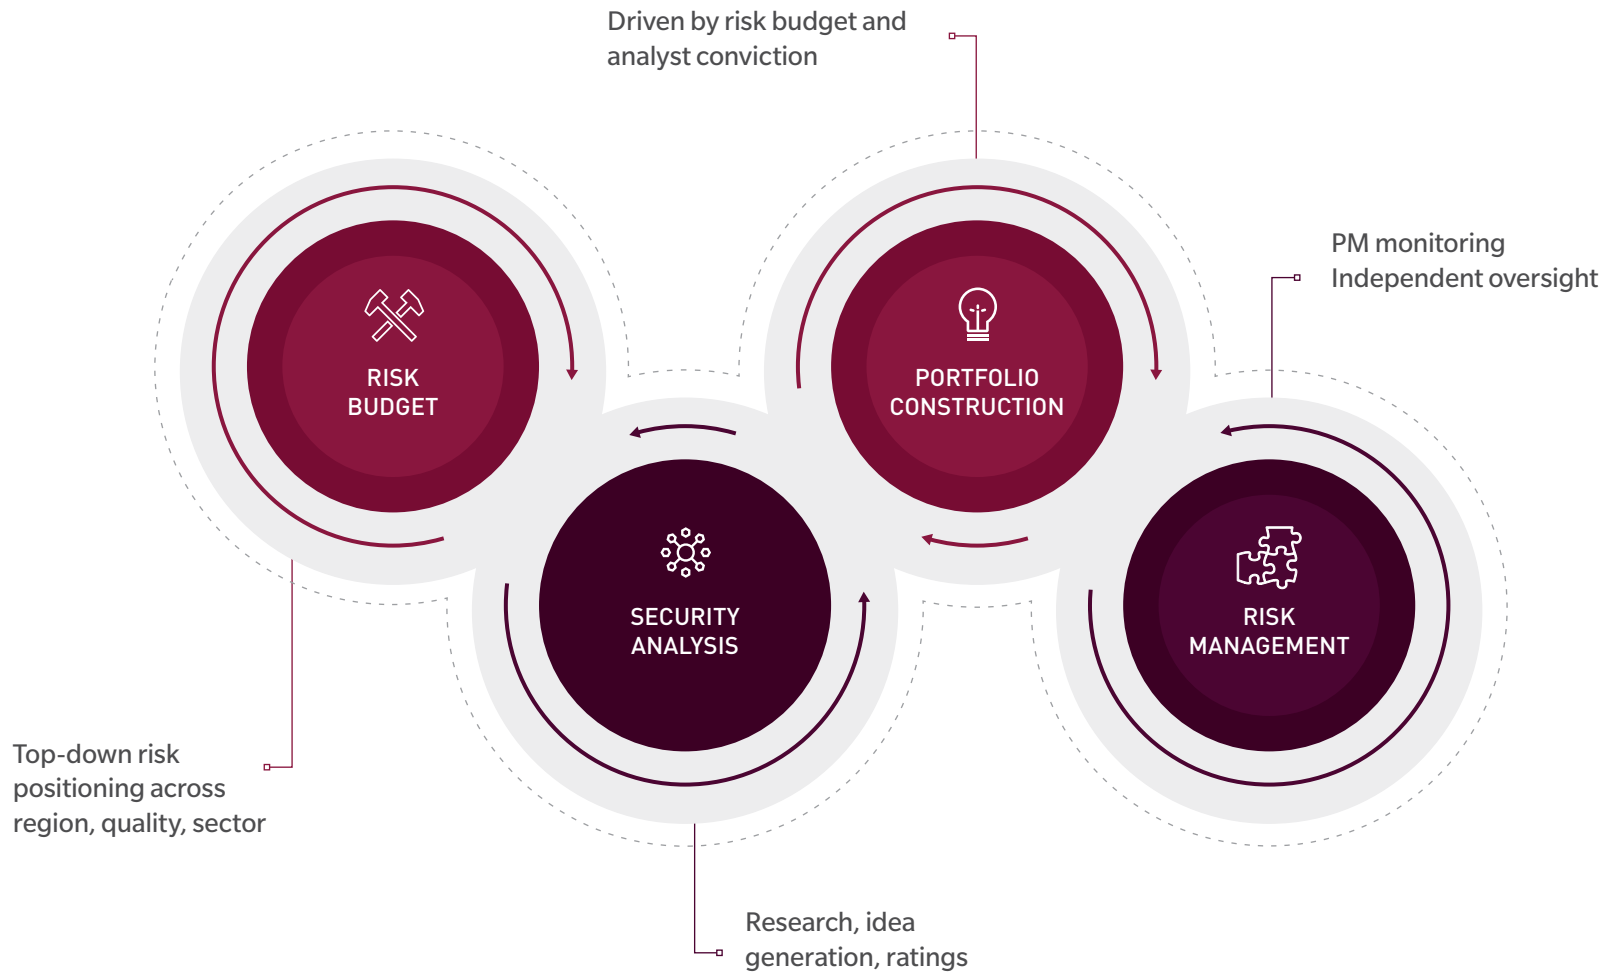 Driven by risk budget and
analyst conviction
PM monitoring
Independent oversight
RISK
BUDGET
PORTFOLIO
CONSTRUCTION
SECURITY
ANALYSIS
RISK
MANAGEMENT
Top-down risk
positioning across
region, quality, sector
Research, idea
generation, ratings